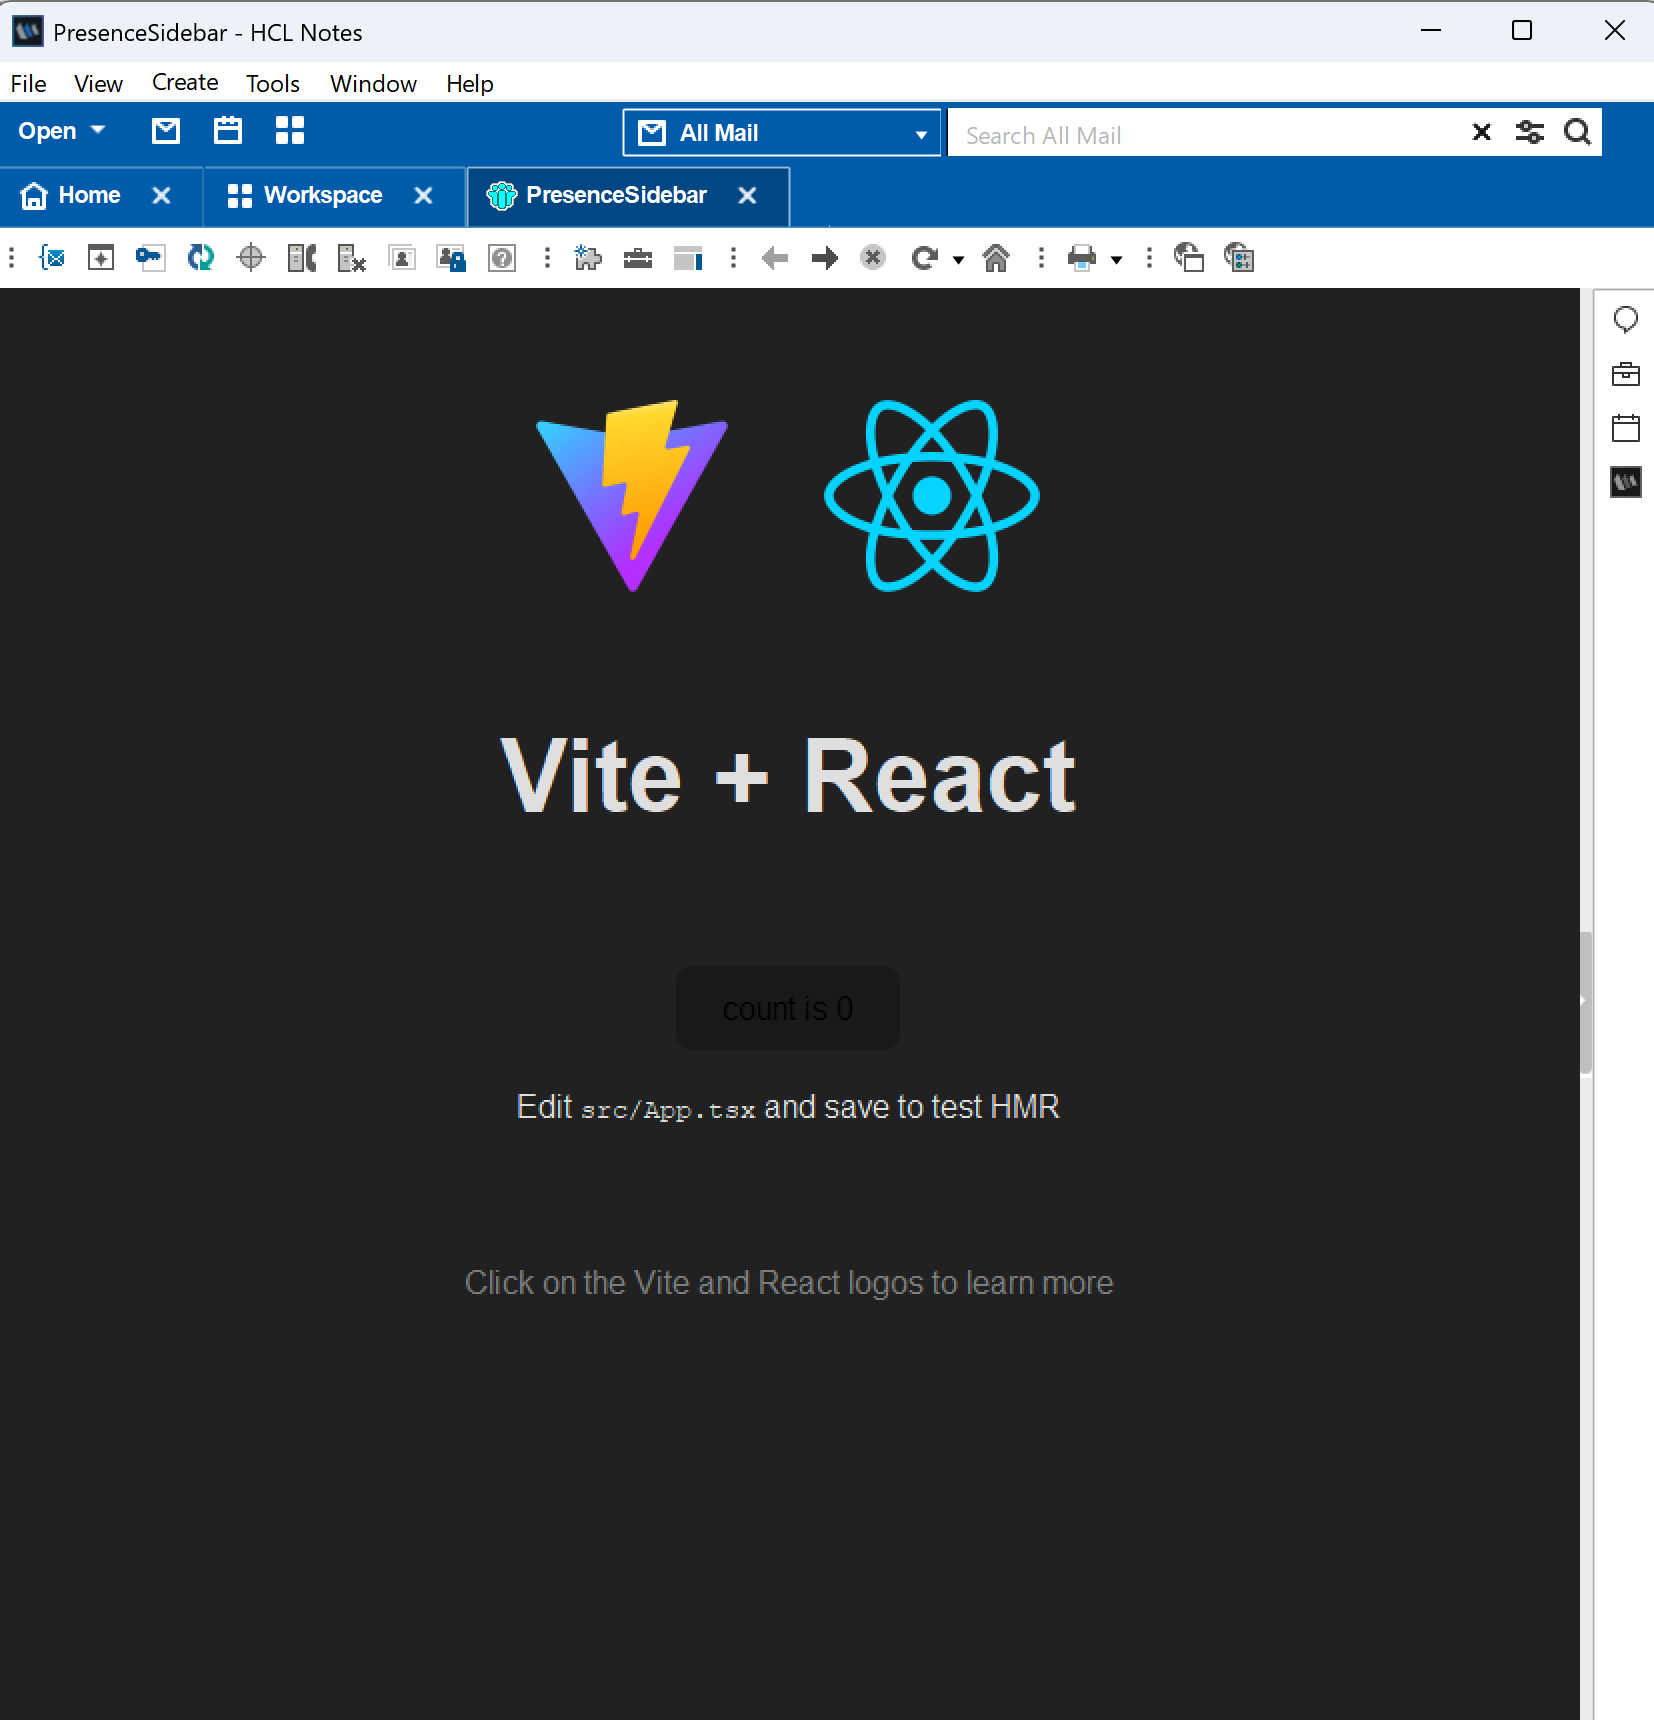 PresenceSidebar - HCL Notes
File View Create Tools Window Help
Open All Mail Search All Mail
Home Workspace PresenceSidebar
Vite + React
count is 0
Edit src/App.tsx and save to test HMR
Click on the Vite and React logos to learn more